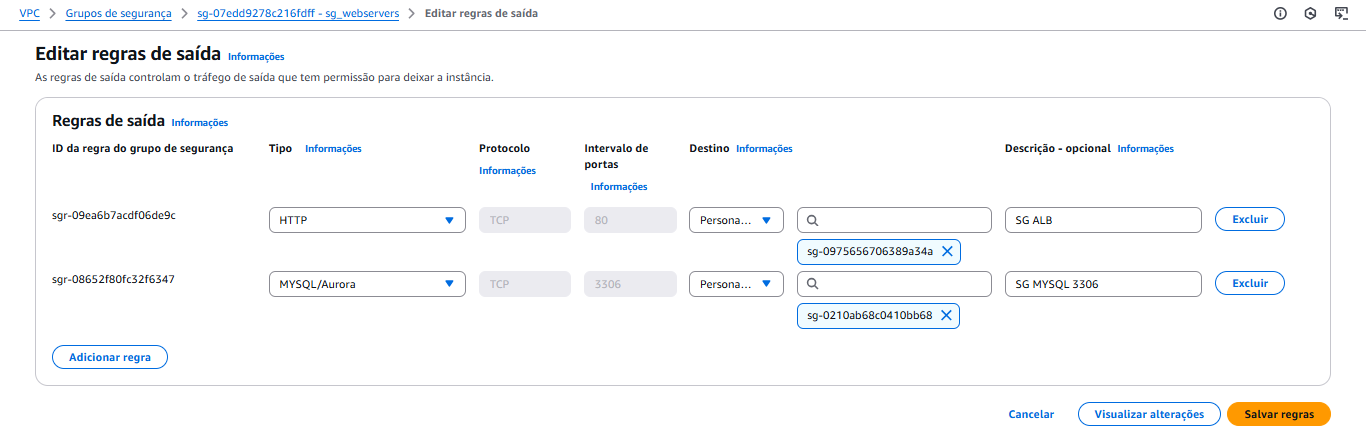 VPC > Grupos de segurança > sg-07edd9278c216fdff - sg_webservers > Editar regras de saída
Editar regras de saída Informações
As regras de saída controlam o tráfego de saída que tem permissão para deixar a instância.
Regras de saída Informações
ID da regra do grupo de segurança
Tipo Informações
Protocolo
Informações
Intervalo de
portas
Informações
Destino Informações
Descrição - opcional Informações
sgr-09ea6b7acdf06de9c
HTTP
TCP
80
Persona...
sg-0975656706389a34a
SG ALB
Excluir
sgr-08652f80fc32f6347
MYSQL/Aurora
TCP
3306
Persona...
sg-0210ab68c0410bb68
SG MYSQL 3306
Excluir
Adicionar regra
Cancelar
Visualizar alterações
Salvar regras